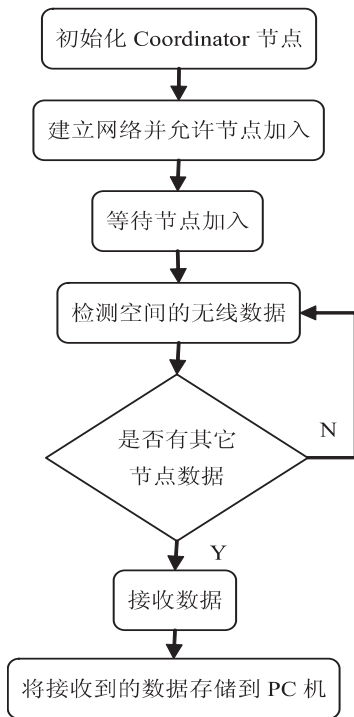 初始化 Coordinator 节点
建立网络并允许节点加入
等待节点加入
检测空间的无线数据
是否有其它
节点数据
N
Y
接收数据
将接收到的数据存储到 PC 机